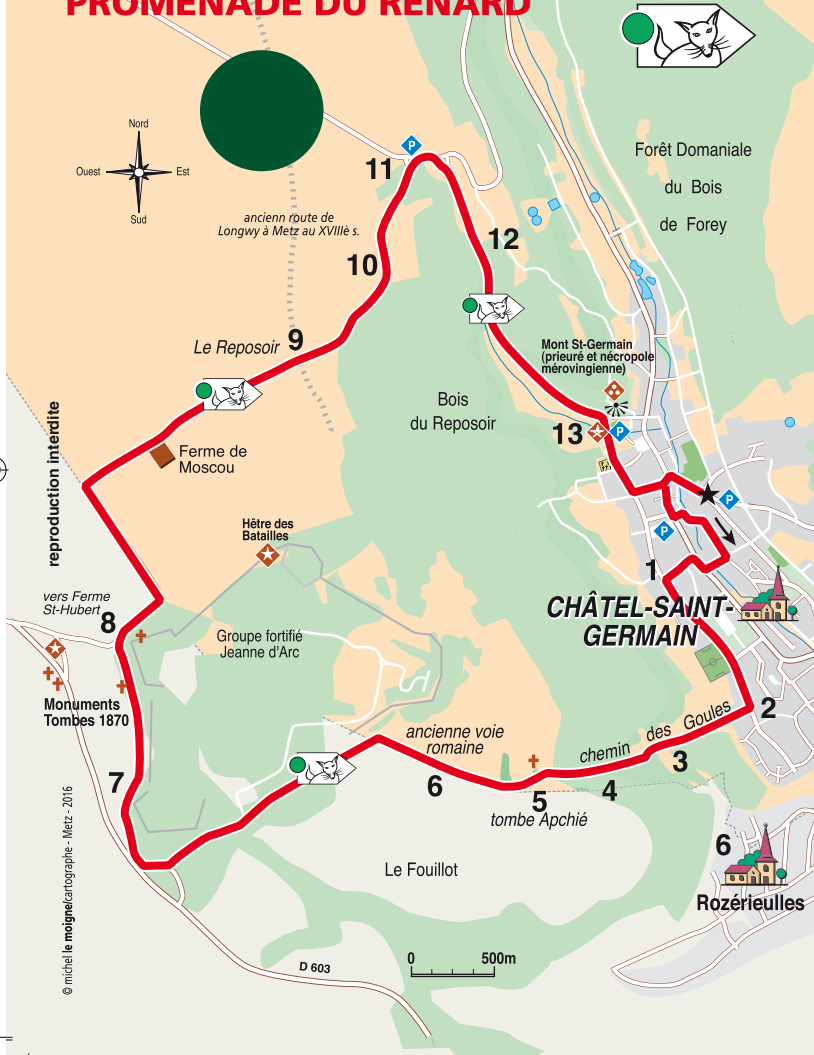 PROMENADE DU RENARD
Nord
Ouest
Est
Sud
Forêt Domaniale
du Bois
de Forey
P
11
ancienn route de
Longwy à Metz au XVIIIè s.
12
10
9
Le Reposoir
Mont St-Germain
(prieuré et nécropole
mérovingienne)
Bois
du Reposoir
13
P
reproduction interdite
Ferme de
Moscou
P
P
Hêtre des
Batailles
1
vers Ferme
St-Hubert
8
CHÂTEL-SAINT-
GERMAIN
Groupe fortifié
Jeanne d'Arc
Monuments
Tombes 1870
2
ancienne voie
romaine
chemin des Goules
3
7
6
4
5
tombe Apchié
6
Le Fouillot
Rozérieulles
© michel le moigne/cartographe - Metz - 2016
D 603
0 500m